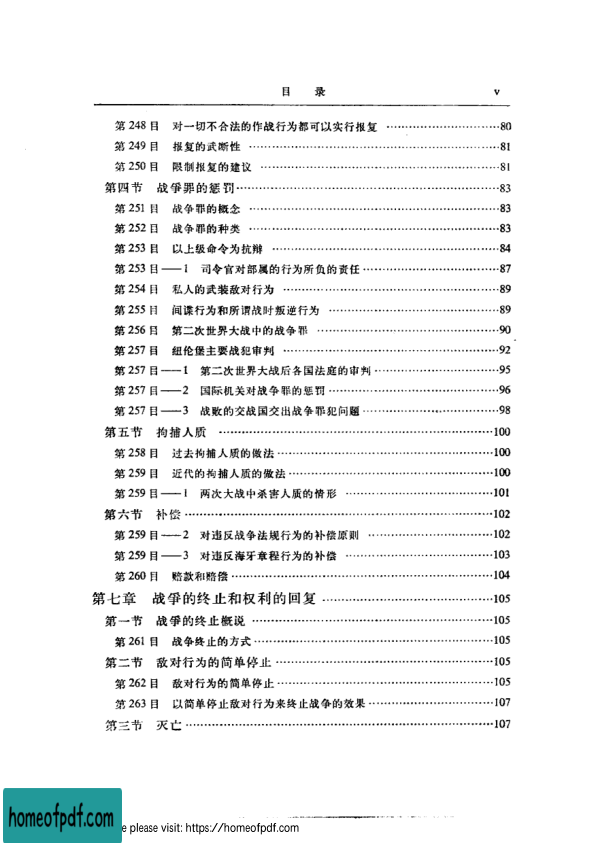 目 录 v
第 248 目 对一切不合法的作战行为都可以实行报复 ……………………80
第 249 目 报复的武断性 ……………………81
第 250 目 限制报复的建议 ……………………81
第四节 战争罪的惩罚……………………83
第 251 目 战争罪的概念 ……………………83
第 252 目 战争罪的种类 ……………………83
第 253 目 以上级命令为抗辩 ……………………84
第 253 目——1 司令官对部属的行为所负的责任……………………87
第 254 目 私人的武装敌对行为 ……………………89
第 255 目 间谍行为和所谓战时叛逆行为 ……………………89
第 256 目 第二次世界大战中的战争罪 ……………………90
第 257 目 纽伦堡主要战犯审判 ……………………92
第 257 目——1 第二次世界大战后各国法庭的审判……………………95
第 257 目——2 国际机关对战争罪的惩罚……………………96
第 257 目——3 战败的交战国交出战争罪犯问题……………………98
第五节 拘捕人质 ……………………100
第 258 目 过去拘捕人质的做法……………………100
第 259 目 近代的拘捕人质的做法……………………100
第 259 目——1 两次大战中杀害人质的情形 ……………………101
第六节 补偿……………………102
第 259 目——2 对违反战争法规行为的补偿原则 ……………………102
第 259 目——3 对违反海牙章程行为的补偿 ……………………103
第 260 目 赔款和赔偿……………………104
第七章 战争的终止和权利的回复……………………105
第一节 战争的终止概说 ……………………105
第 261 目 战争终止的方式……………………105
第二节 敌对行为的简单停止……………………105
第 262 目 敌对行为的简单停止……………………105
第 263 目 以简单停止敌对行为来终止战争的效果……………………107
第三节 灭亡……………………107
homeofpdf.com
e please visit: https://homeofpdf.com